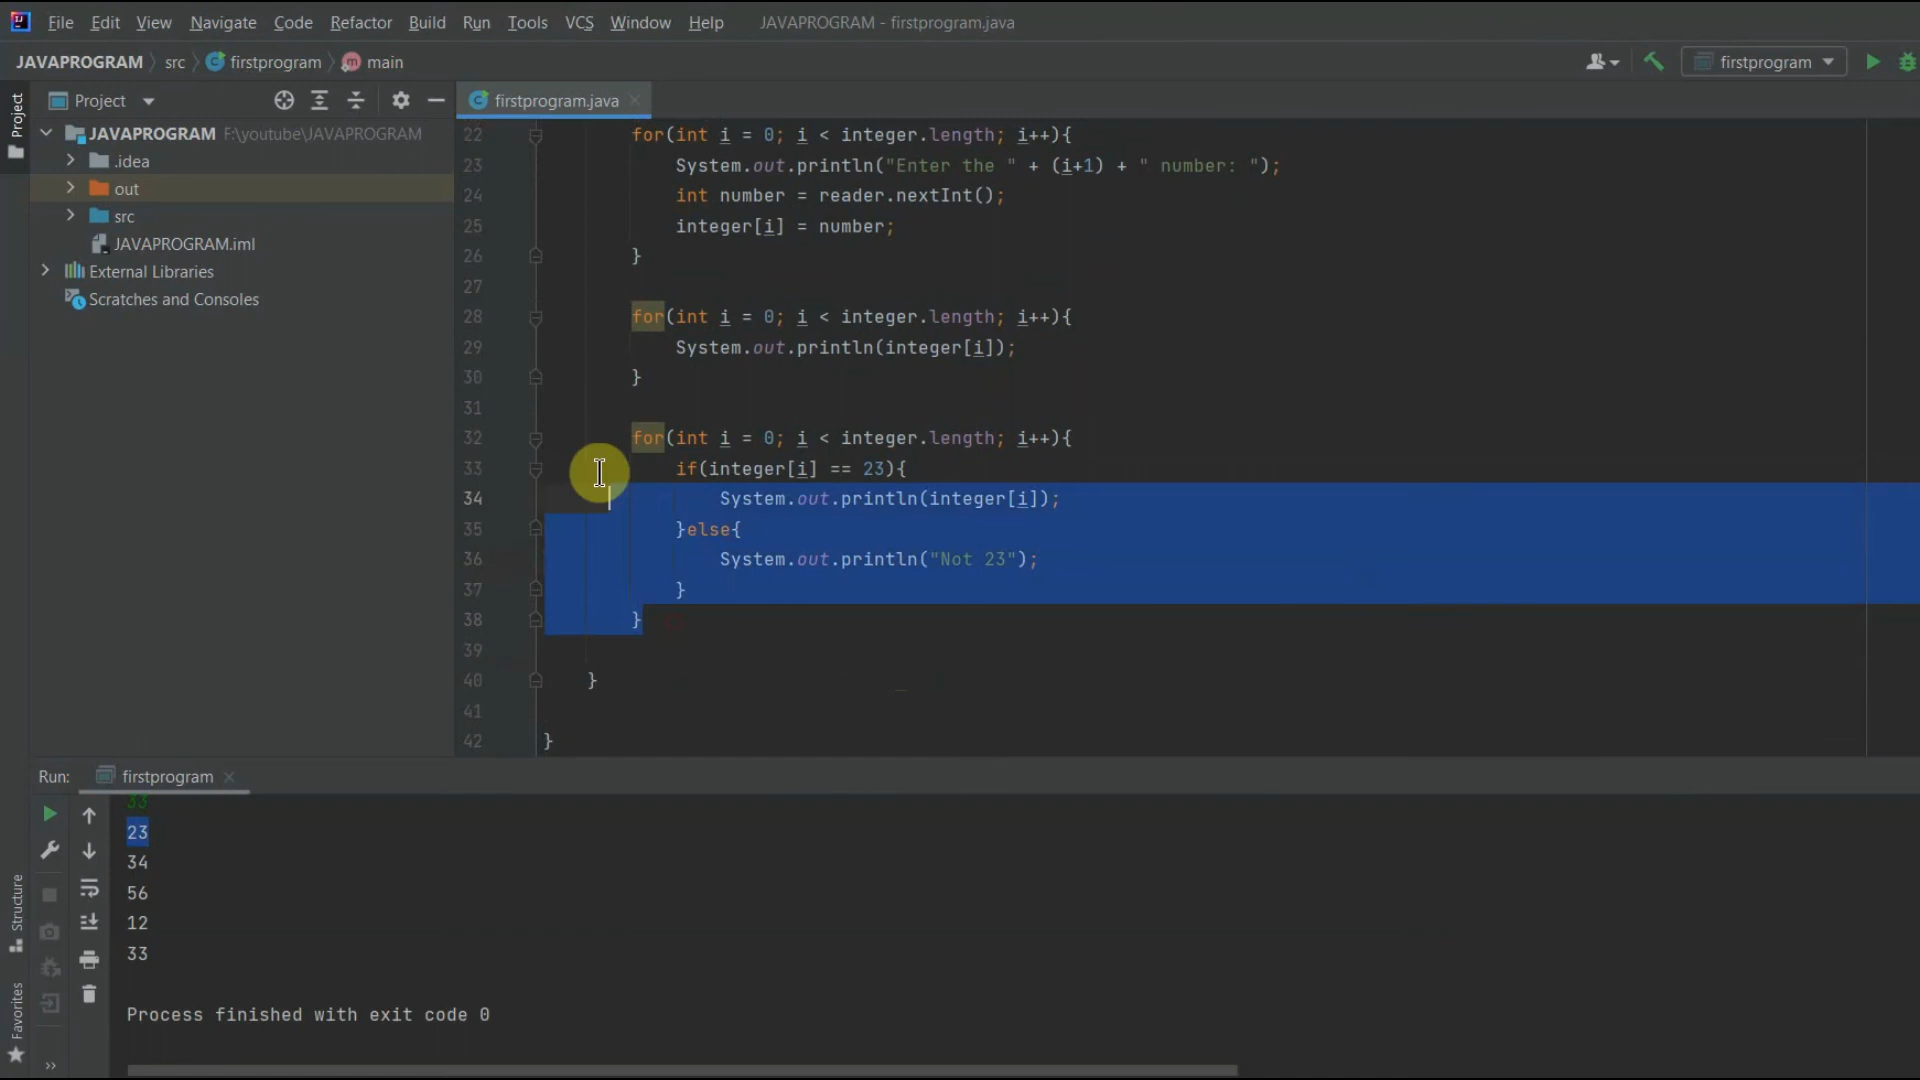 File Edit View Navigate Code Refactor Build Run Tools VCS Window Help JAVAPROGRAM - firstprogram.java
JAVAPROGRAM src firstprogram main firstprogram
Project
Project firstprogram.java
JAVAPROGRAM F:\youtube\JAVAPROGRAM
.idea
out
src
JAVAPROGRAM.iml
External Libraries
Scratches and Consoles
22 for(int i = 0; i < integer.length; i++){
23 System.out.println("Enter the " + (i+1) + " number: ");
24 int number = reader.nextInt();
25 integer[i] = number;
26 }
27
28 for(int i = 0; i < integer.length; i++){
29 System.out.println(integer[i]);
30 }
31
32 for(int i = 0; i < integer.length; i++){
33 if(integer[i] == 23){
34 System.out.println(integer[i]);
35 }else{
36 System.out.println("Not 23");
37 }
38 }
39
40 }
41
42 }
Run: firstprogram
33
23
34
56
12
33
Process finished with exit code 0
Structure
Favorites